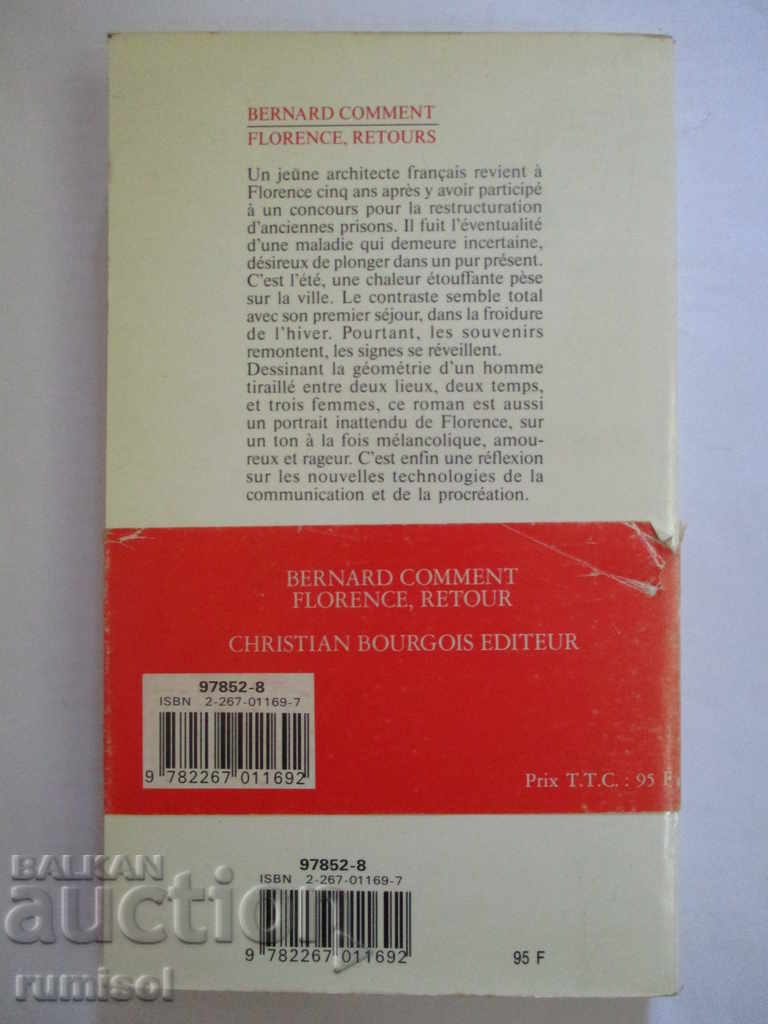 BERNARD COMMENT
FLORENCE, RETOURS
Un jeûne architecte français revient à
Florence cinq ans après y avoir participé
à un concours pour la restructuration
d'anciennes prisons. Il fuit l'éventualité
d'une maladie qui demeure incertaine,
désireux de plonger dans un pur présent.
C'est l'été, une chaleur étouffante pèse
sur la ville. Le contraste semble total
avec son premier séjour, dans la froidure
de l'hiver. Pourtant, les souvenirs
remontent, les signes se réveillent.
Dessinant la géométrie d'un homme
tiraillé entre deux lieux, deux temps,
et trois femmes, ce roman est aussi
un portrait inattendu de Florence, sur
un ton à la fois mélancolique, amou-
reux et rageur. C'est enfin une réflexion
sur les nouvelles technologies de la
communication et de la procréation.
BERNARD COMMENT
FLORENCE, RETOUR
CHRISTIAN BOURGOIS EDITEUR
97852-8
ISBN 2-267-01169-7
9 782267 011692
Prix T.T.C. : 95 F
97852-8
ISBN 2-267-01169-7
9 782267 011692
95 F
BALKAN
auction
rumisol